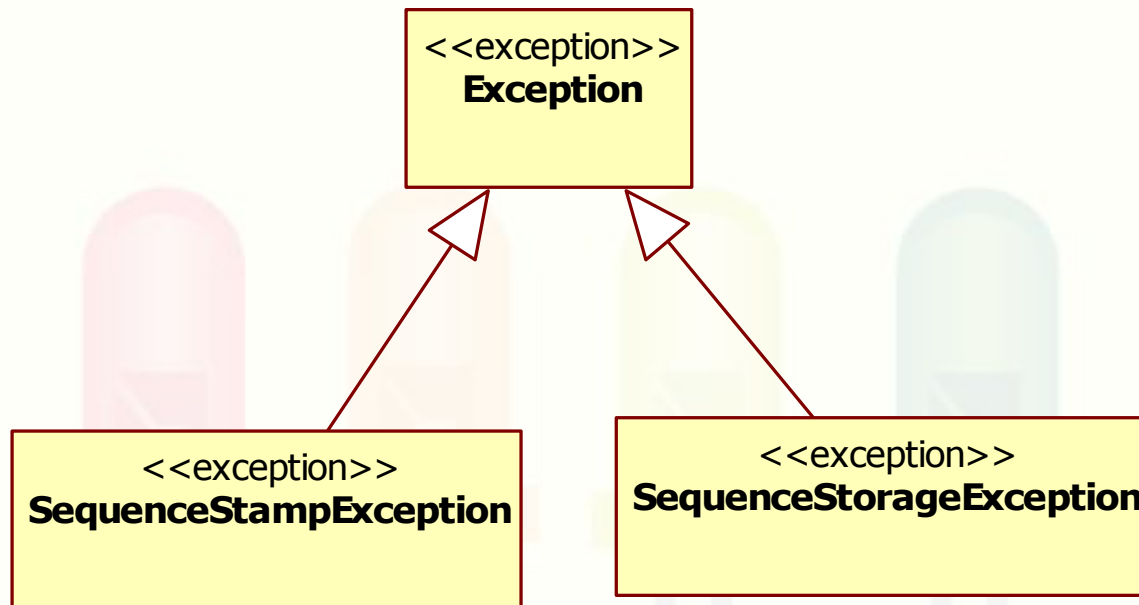 <<exception>>
Exception
<<exception>>
SequenceStampException
<<exception>>
SequenceStorageException